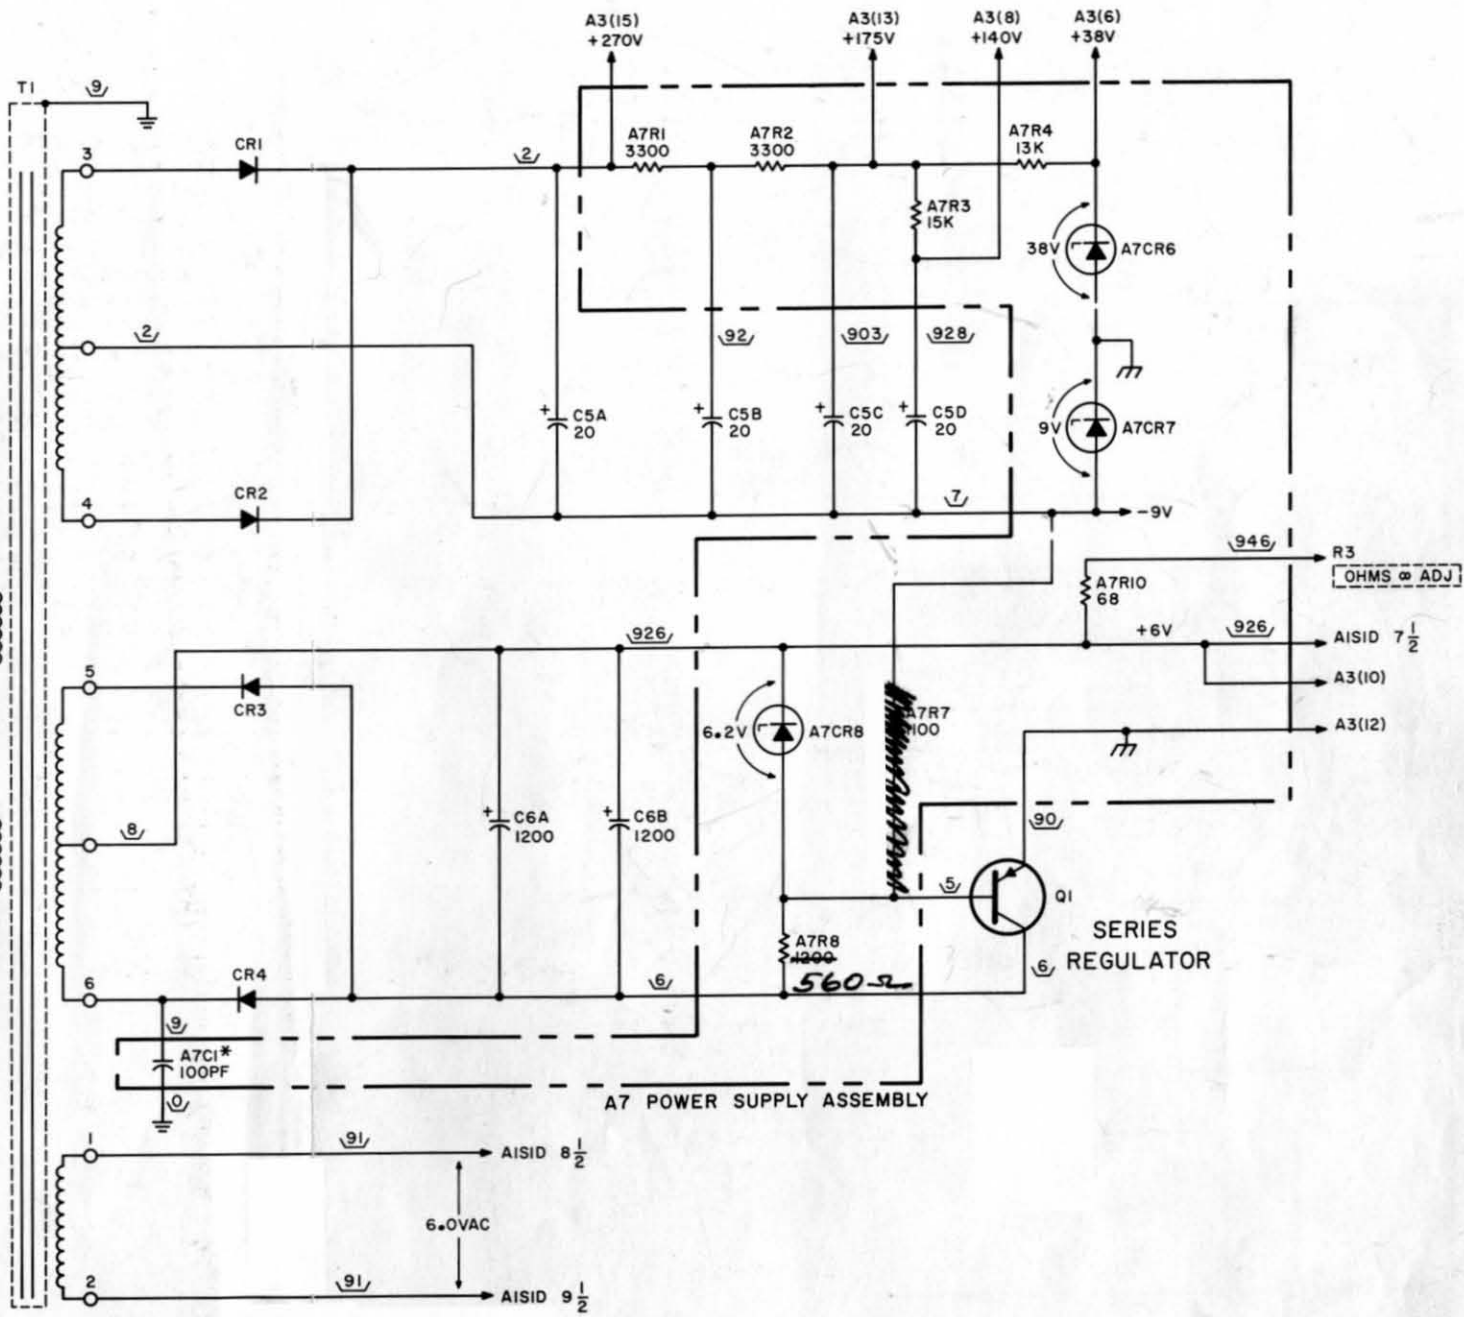 A3(15)
+270V
A3(13)
+175V
A3(8)
+140V
A3(6)
+38V
T1
9
3
CR1
2
A7R1
3300
A7R2
3300
A7R4
13K
A7R3
15K
38V
A7CR6
2
92
903
928
+
C5A
20
+
C5B
20
+
C5C
20
+
C5D
20
9V
A7CR7
4
CR2
7
-9V
946
R3
OHMS ∞ ADJ
A7R10
68
926
+6V
926
A1S1D 7 1/2
5
CR3
A3(10)
6.2V
A7CR8
A7R7
100
A3(12)
8
+
C6A
1200
+
C6B
1200
90
5
Q1
SERIES
REGULATOR
A7R8
1200
560 Ω
6
CR4
6
6
9
A7C1*
100PF
0
A7 POWER SUPPLY ASSEMBLY
1
91
A1S1D 8 1/2
6.0VAC
2
91
A1S1D 9 1/2